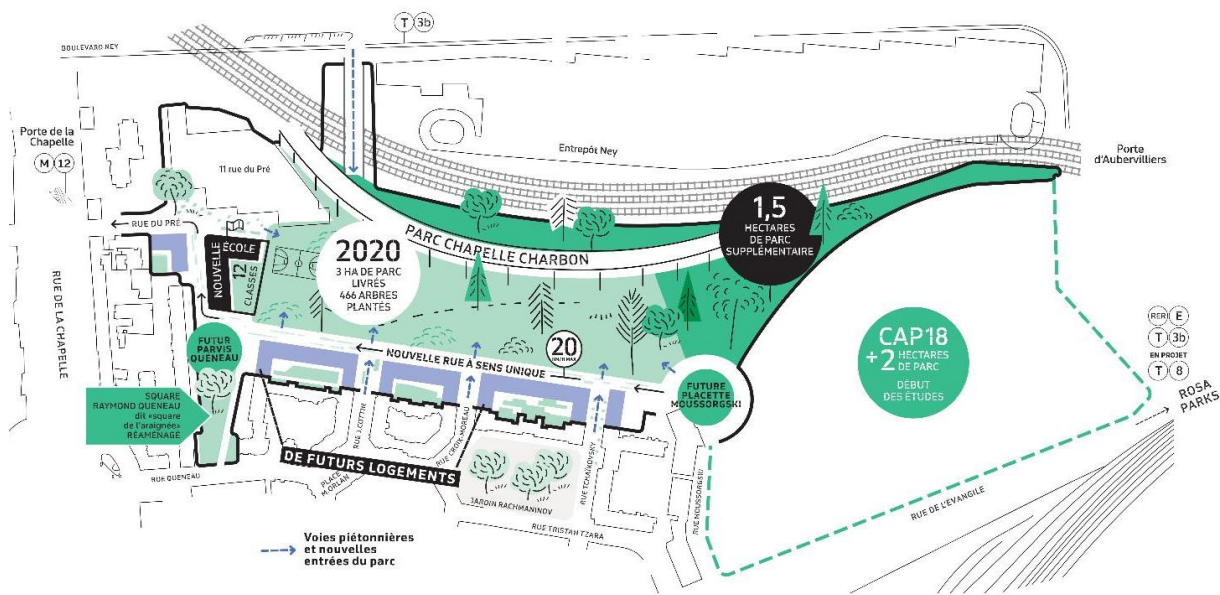 T 3b
BOULEVARD NEY
Porte de la
Chapelle
M 12
11 rue du Pré
Entrepôt Ney
Porte
d'Aubervilliers
1,5
HECTARES
DE PARC
SUPPLÉMENTAIRE
PARC CHAPELLE CHARBON
2020
3 HA DE PARC
LIVRÉS
466 ARBRES
PLANTÉS
RUE DU PRÉ
NOUVELLE
ÉCOLE
12
CLASSES
RUE DE LA CHAPELLE
FUTUR
PARVIS
QUENEAU
SQUARE
RAYMOND QUENEAU
dit «square
de l'araignée»
RÉAMÉNAGÉ
NOUVELLE RUE À SENS UNIQUE
20
KM/H MAX
FUTURE
PLACETTE
MOUSSORGSKI
CAP18
+2 HECTARES
DE PARC
DÉBUT
DES ÉTUDES
RER E
T 3b
EN PROJET
T 8
ROSA
PARKS
RUE J.COTTIN
RUE CROIX-MOREAU
RUE TCHAÏKOVSKY
RUE MOUSSORGSKI
DE FUTURS LOGEMENTS
RUE QUENEAU
PLACE
M.ORLAN
JARDIN RACHMANINOV
RUE TRISTAN TZARA
RUE DE L'EVANGILE
Voies piétonnières
et nouvelles
entrées du parc